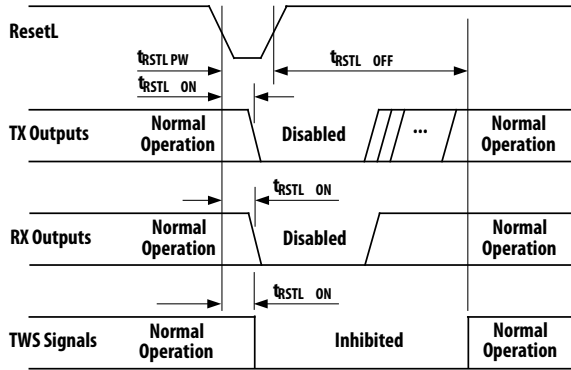 ResetL
tRSTL PW
tRSTL OFF
tRSTL ON
TX Outputs
Normal
Operation
Disabled
...
Normal
Operation
tRSTL ON
RX Outputs
Normal
Operation
Disabled
Normal
Operation
tRSTL ON
TWS Signals
Normal
Operation
Inhibited
Normal
Operation